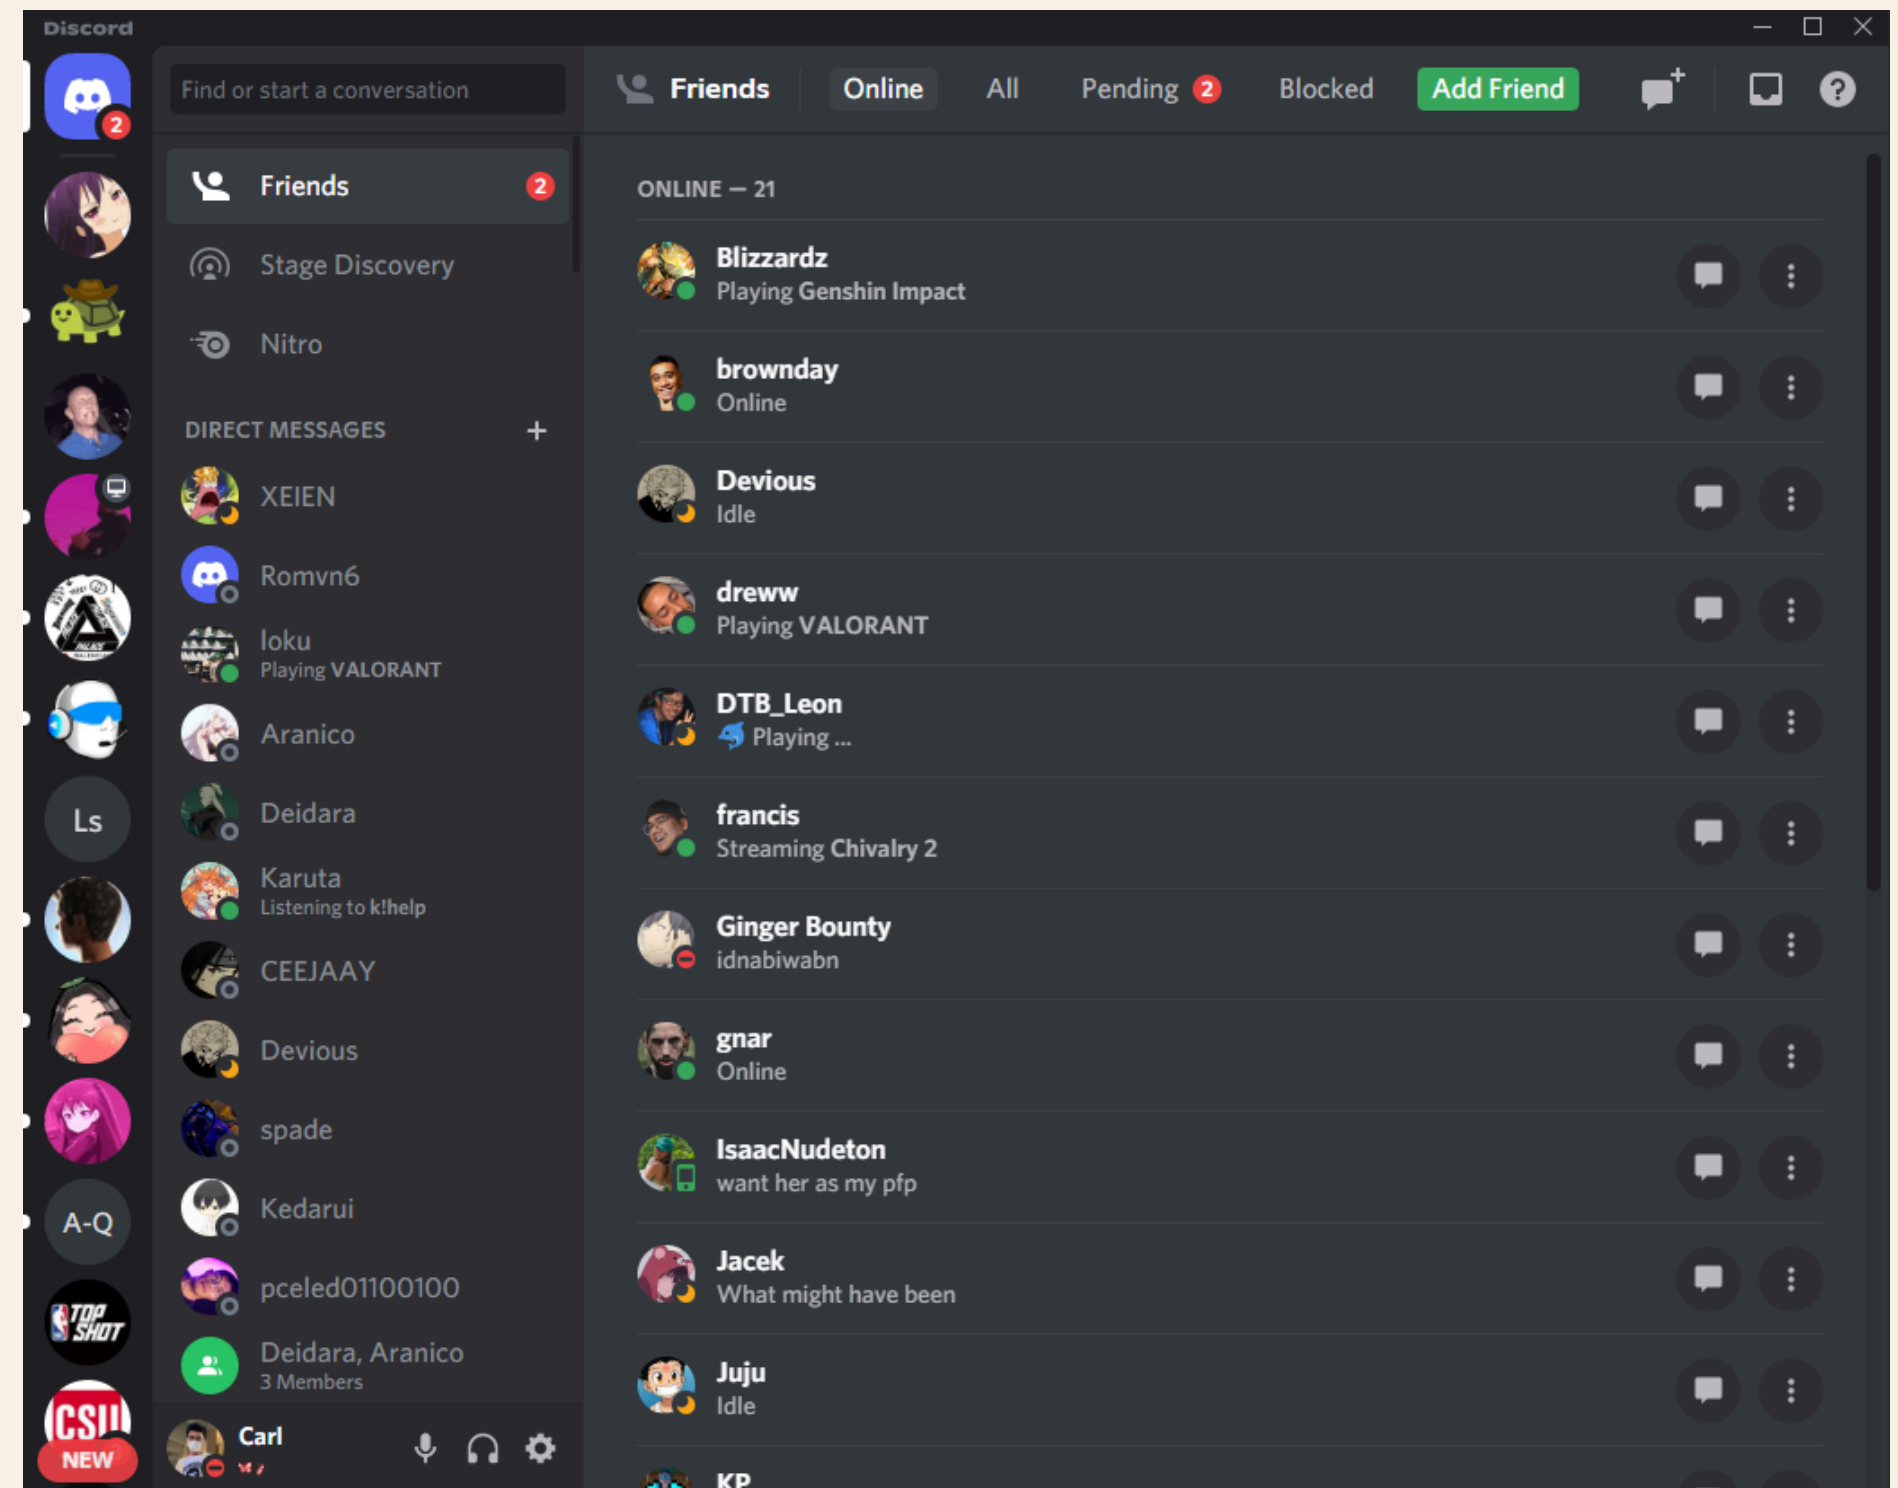 Discord
2
Find or start a conversation
Friends
Online
All
Pending 2
Blocked
Add Friend
Friends 2
Stage Discovery
Nitro
DIRECT MESSAGES
XEIEN
Romvn6
loku
Playing VALORANT
Aranico
Deidara
Karuta
Listening to k!help
CEEJAAY
Devious
spade
Kedarui
pceled01100100
Deidara, Aranico
3 Members
Carl
ONLINE — 21
Blizzardz
Playing Genshin Impact
brownday
Online
Devious
Idle
dreww
Playing VALORANT
DTB_Leon
Playing ...
francis
Streaming Chivalry 2
Ginger Bounty
idnabiwabn
gnar
Online
IsaacNudeton
want her as my pfp
Jacek
What might have been
Juju
Idle
KP
PALACE
Ls
A-Q
TOP
SHOT
CSU
NEW